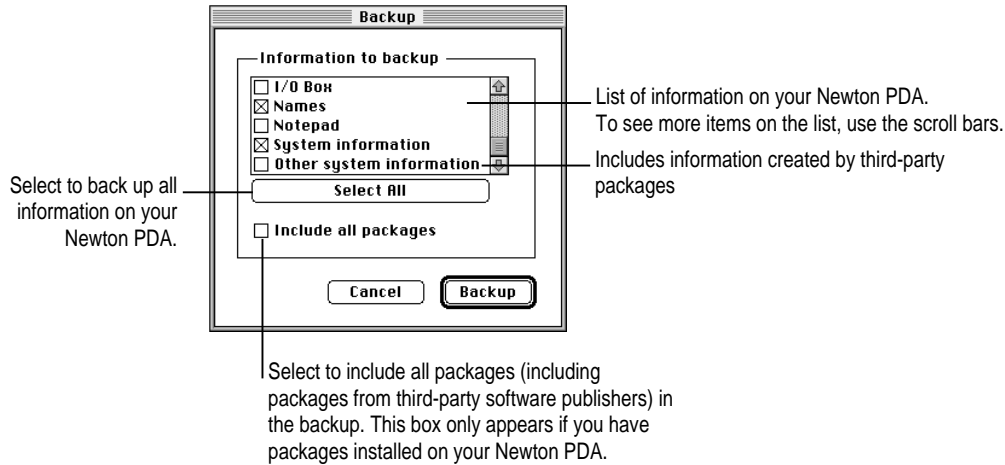 Backup
Information to backup
I/O Box
Names
Notepad
System information
Other system information
Select All
Include all packages
Cancel
Backup
List of information on your Newton PDA.
To see more items on the list, use the scroll bars.
Includes information created by third-party
packages
Select to back up all
information on your
Newton PDA.
Select to include all packages (including
packages from third-party software publishers) in
the backup. This box only appears if you have
packages installed on your Newton PDA.